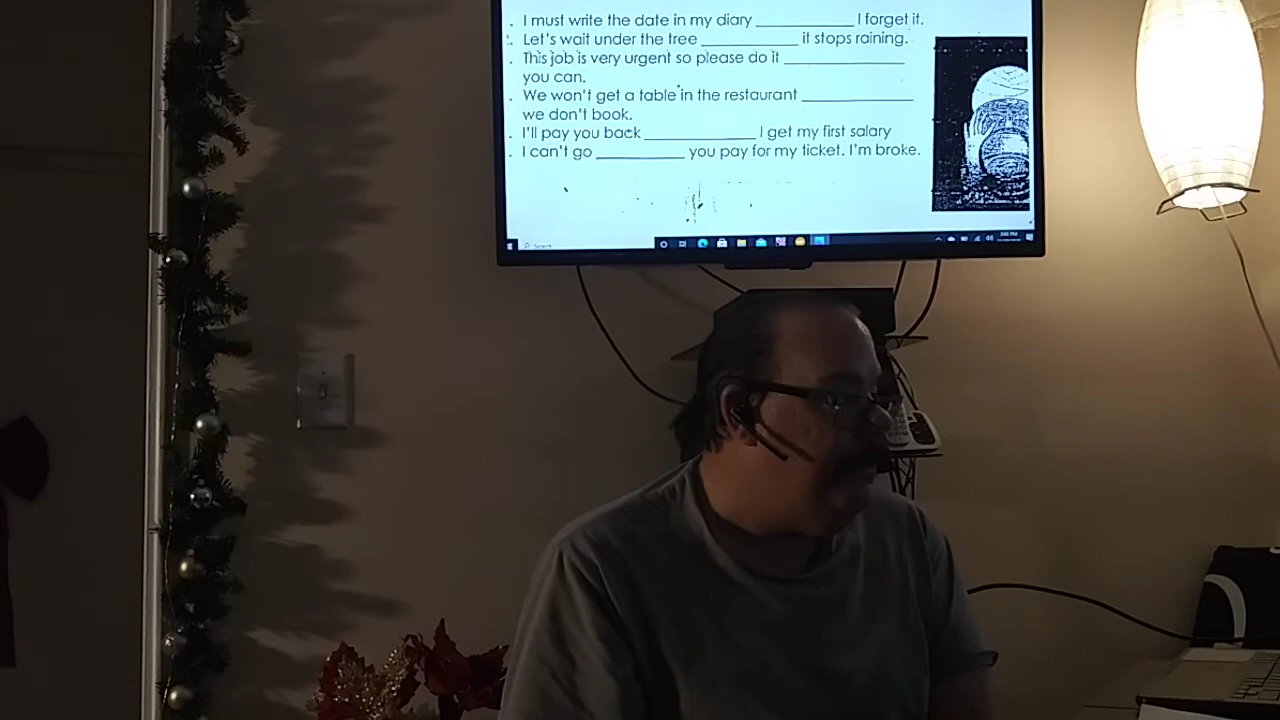 . I must write the date in my diary ____________ I forget it.
. Let's wait under the tree ____________ it stops raining.
. This job is very urgent so please do it ______________
you can.
. We won't get a table in the restaurant _____________
we don't book.
. I'll pay you back _____________ I get my first salary
. I can't go ___________ you pay for my ticket. I'm broke.
Search